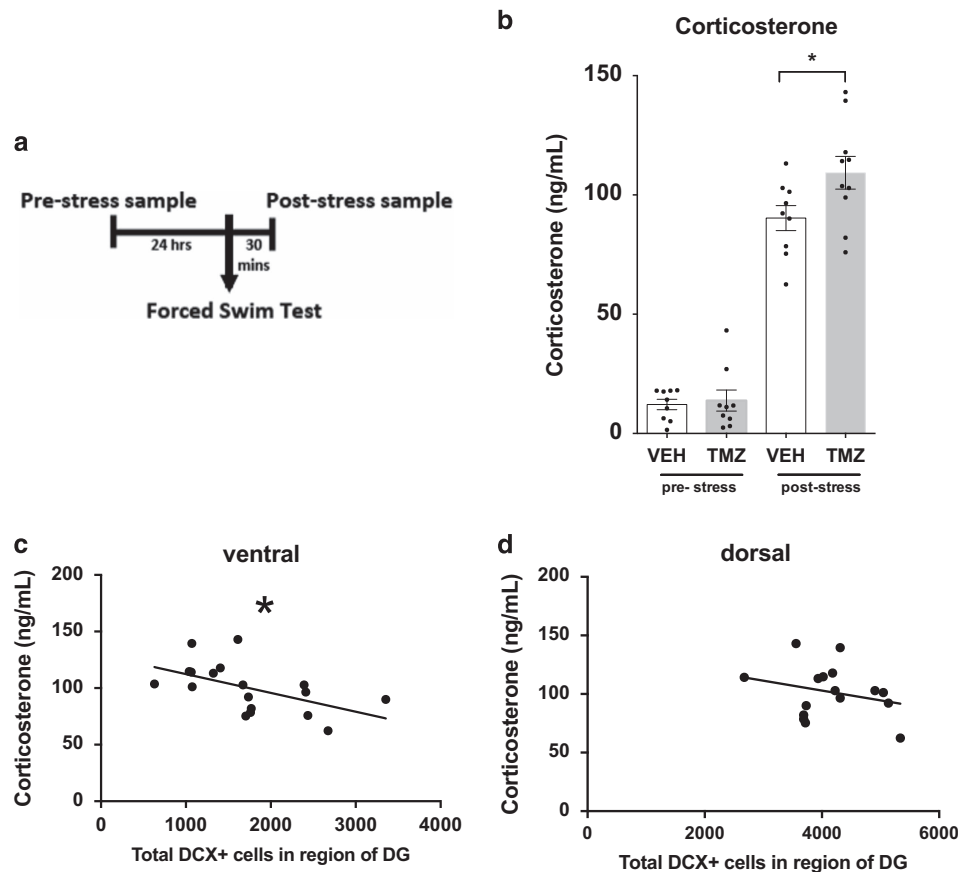 a
Pre-stress sample
Post-stress sample
24 hrs
30
mins
Forced Swim Test
b
Corticosterone
*
Corticosterone (ng/mL)
150
100
50
0
VEH TMZ VEH TMZ
pre- stress post-stress
c
ventral
*
Corticosterone (ng/mL)
200
150
100
50
0
0 1000 2000 3000 4000
Total DCX+ cells in region of DG
d
dorsal
Corticosterone (ng/mL)
200
150
100
50
0
0 2000 4000 6000
Total DCX+ cells in region of DG